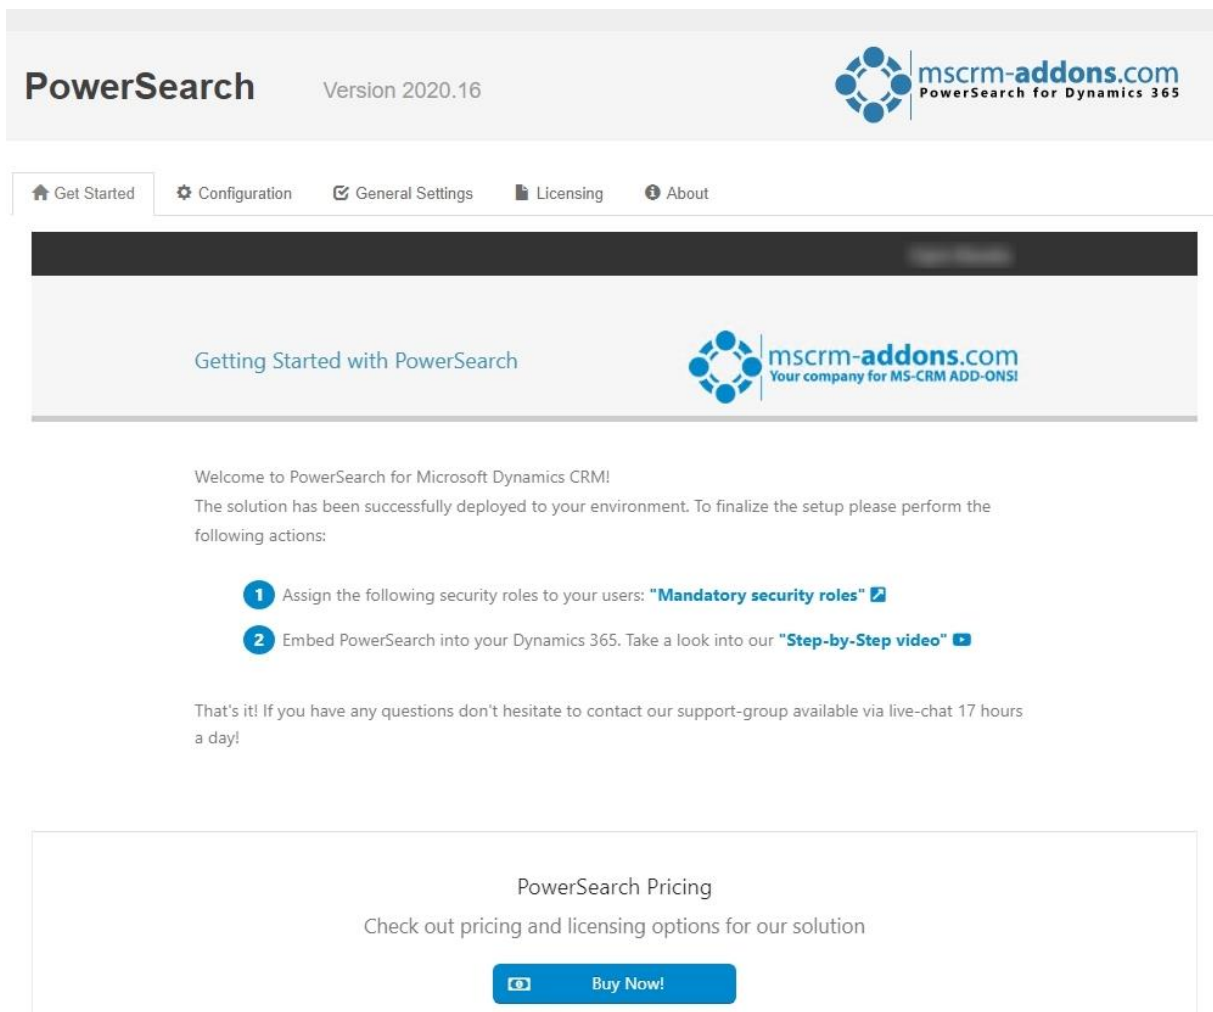 PowerSearch Version 2020.16
mscrm-addons.com
PowerSearch for Dynamics 365
Get Started Configuration General Settings Licensing About
Getting Started with PowerSearch
mscrm-addons.com
Your company for MS-CRM ADD-ONS!
Welcome to PowerSearch for Microsoft Dynamics CRM!
The solution has been successfully deployed to your environment. To finalize the setup please perform the
following actions:
1 Assign the following security roles to your users: "Mandatory security roles"
2 Embed PowerSearch into your Dynamics 365. Take a look into our "Step-by-Step video"
That's it! If you have any questions don't hesitate to contact our support-group available via live-chat 17 hours
a day!
PowerSearch Pricing
Check out pricing and licensing options for our solution
Buy Now!